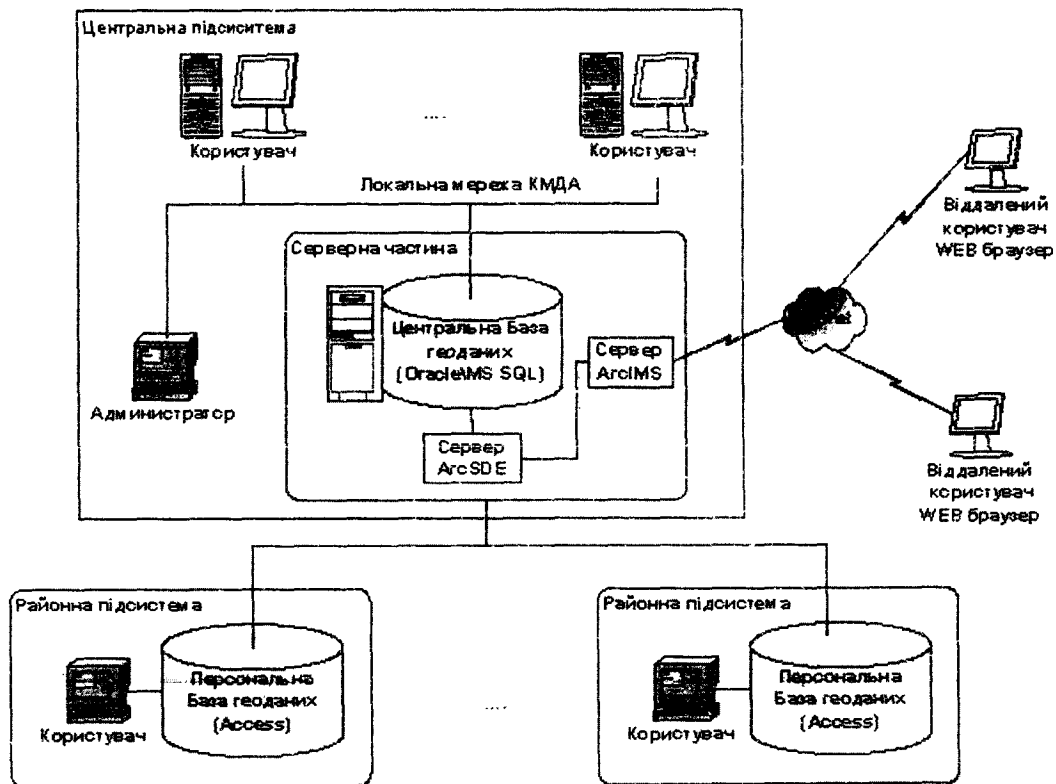 Центральна підсиситема
....
Користувач
Користувач
Локальна мережа КМДА
Серверна частина
Центральна База
геоданих
(Oracle\MS SQL)
Сервер
ArcIMS
Сервер
ArcSDE
Администратор
Віддалений
користувач
WEB браузер
Віддалений
користувач
WEB браузер
Районна підсистема
Персональна
База геоданих
(Access)
Користувач
....
Районна підсистема
Персональна
База геоданих
(Access)
Користувач